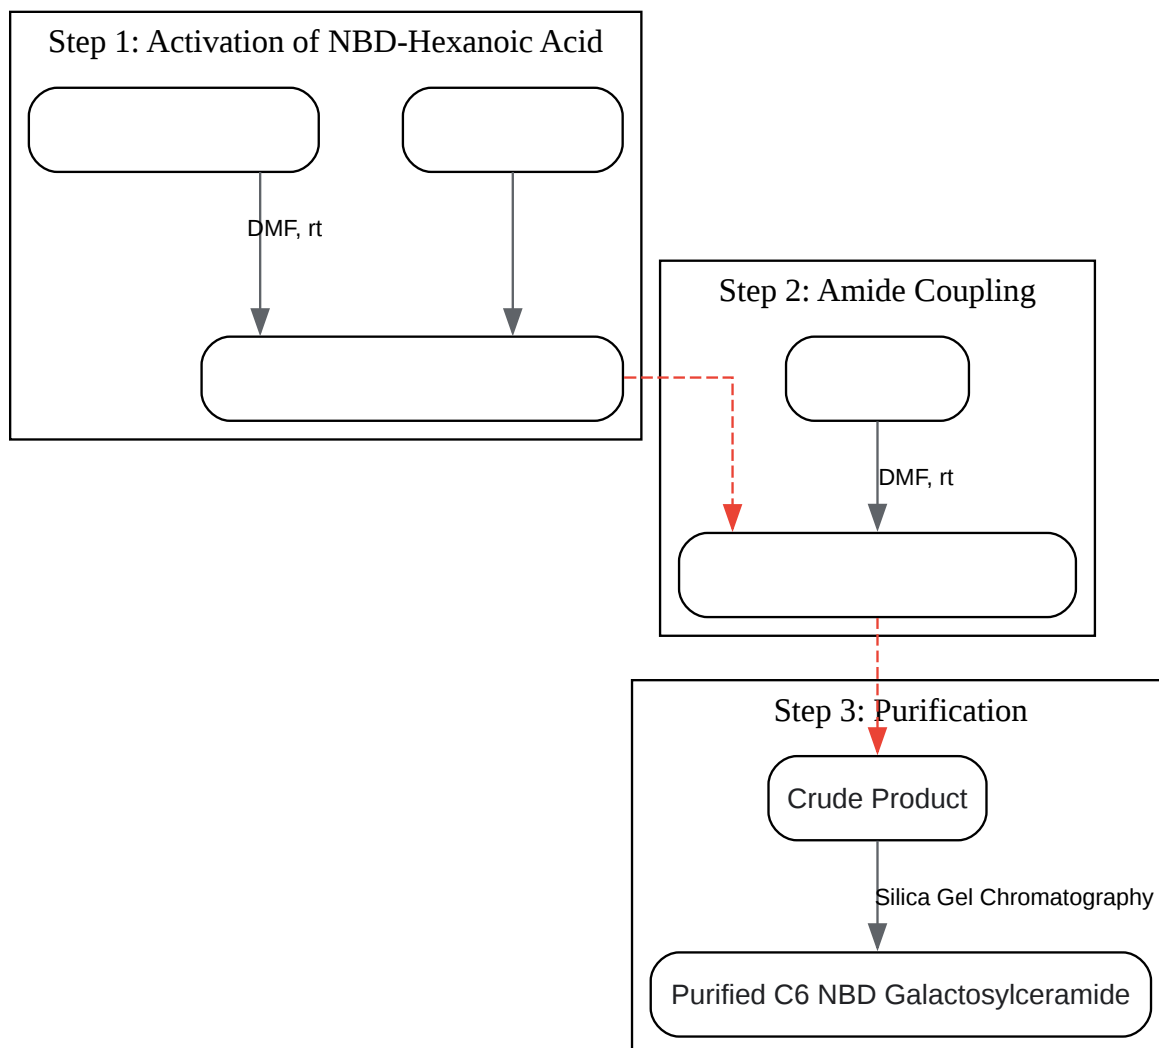 Step 1: Activation of NBD-Hexanoic Acid
DMF, rt
Step 2: Amide Coupling
DMF, rt
Step 3: Purification
Crude Product
Silica Gel Chromatography
Purified C6 NBD Galactosylceramide